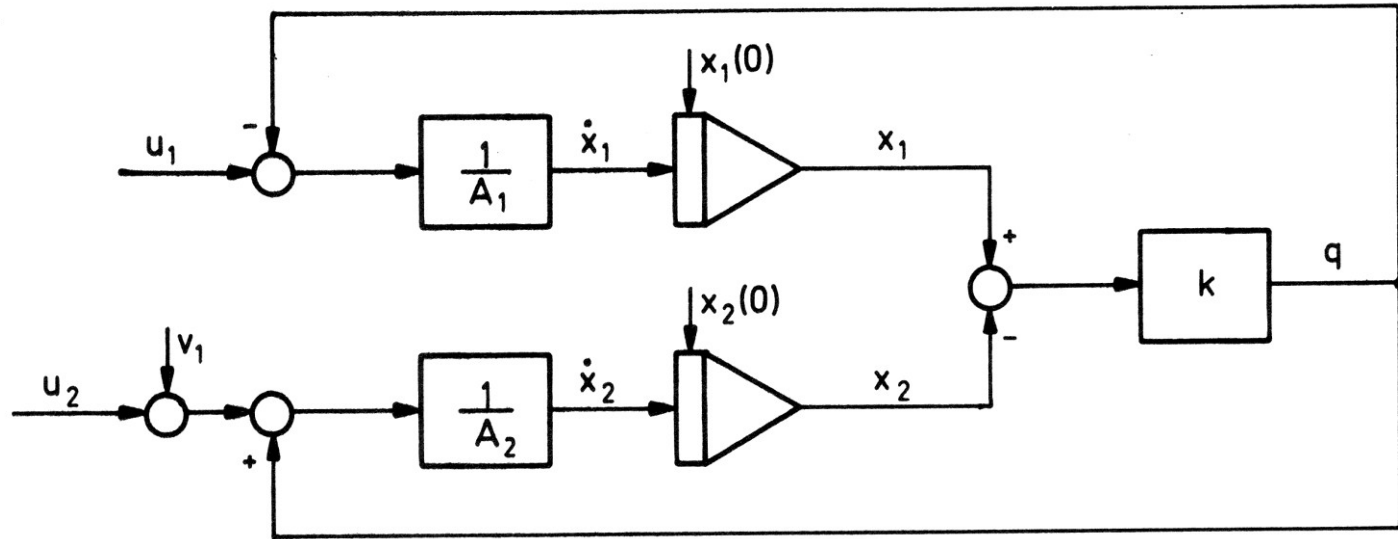 -
u₁
1
A₁
ẋ₁
x₁(0)
x₁
+
k
q
-
x₂(0)
v₁
u₂
+
1
A₂
ẋ₂
x₂